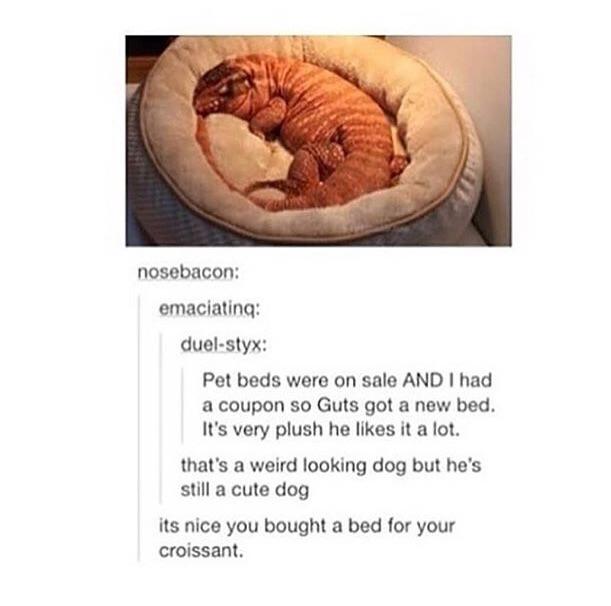 nosebacon:
emaciatinq:
duel-styx:
Pet beds were on sale AND I had
a coupon so Guts got a new bed.
It's very plush he likes it a lot.
that's a weird looking dog but he's
still a cute dog
its nice you bought a bed for your
croissant.